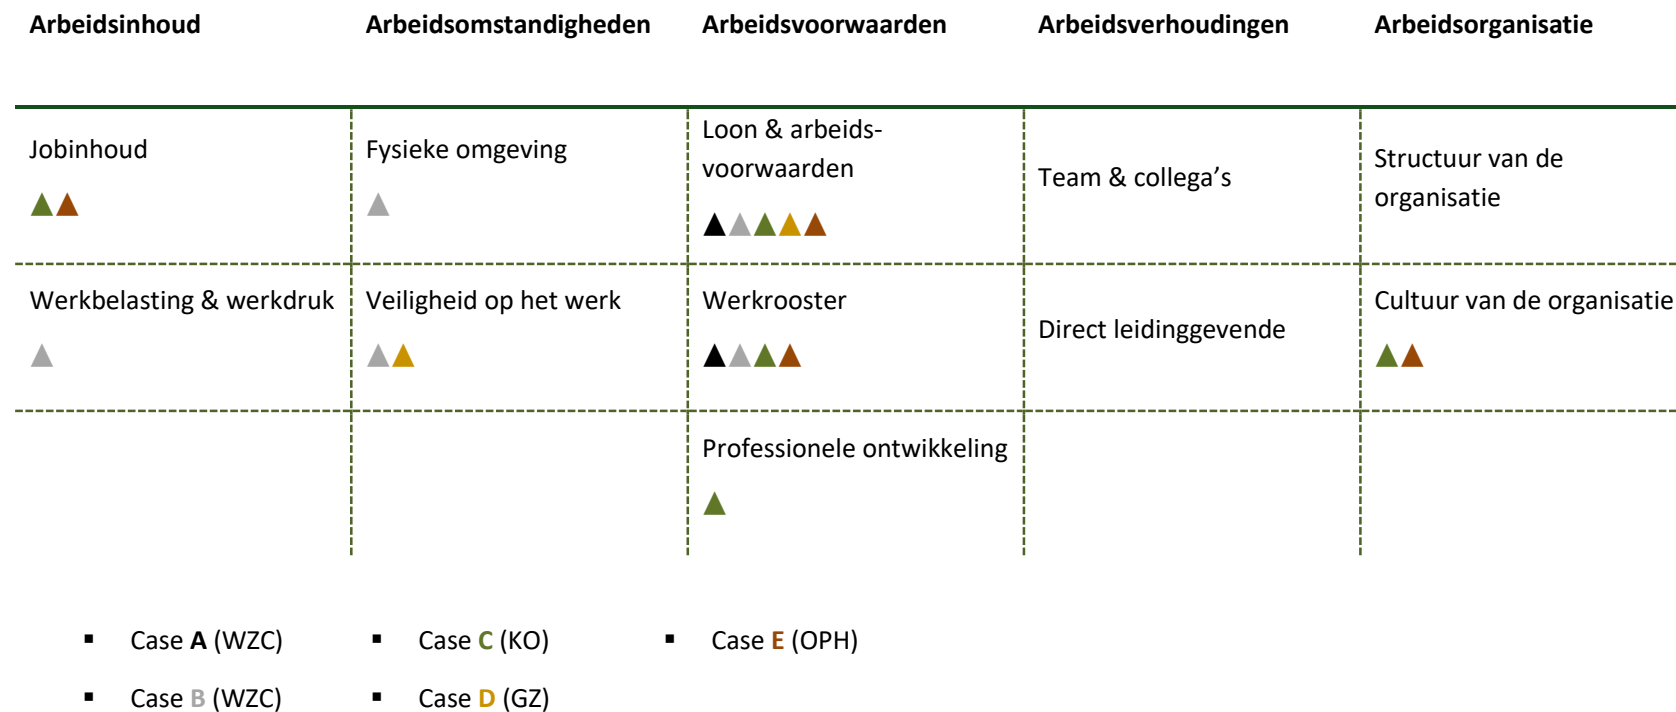 Arbeidsinhoud Arbeidsomstandigheden Arbeidsvoorwaarden Arbeidsverhoudingen Arbeidsorganisatie
Jobinhoud
Fysieke omgeving
Loon & arbeids-
voorwaarden
Team & collega’s
Structuur van de
organisatie
Werkbelasting & werkdruk
Veiligheid op het werk
Werkrooster
Direct leidinggevende
Cultuur van de organisatie
Professionele ontwikkeling
Case A (WZC)
Case B (WZC)
Case C (KO)
Case D (GZ)
Case E (OPH)